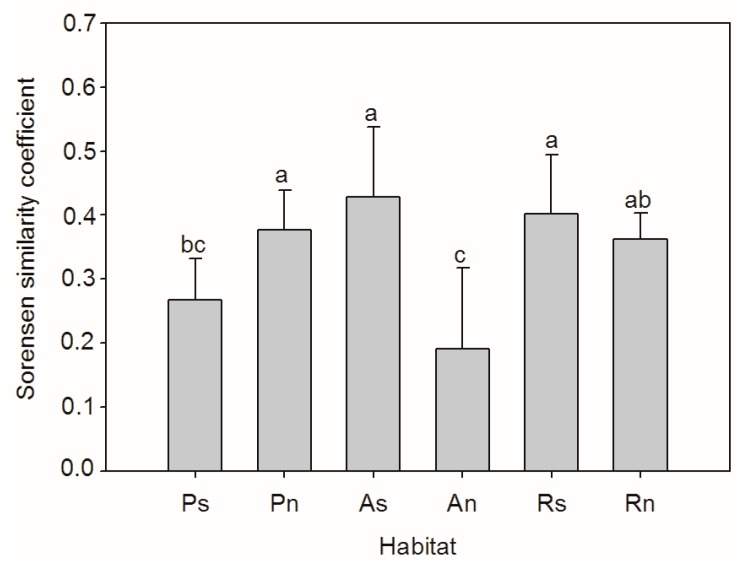 0.7
0.6
0.5
0.4
0.3
0.2
0.1
0.0
Sorensen similarity coefficient
bc
a
a
c
a
ab
Ps Pn As An Rs Rn
Habitat